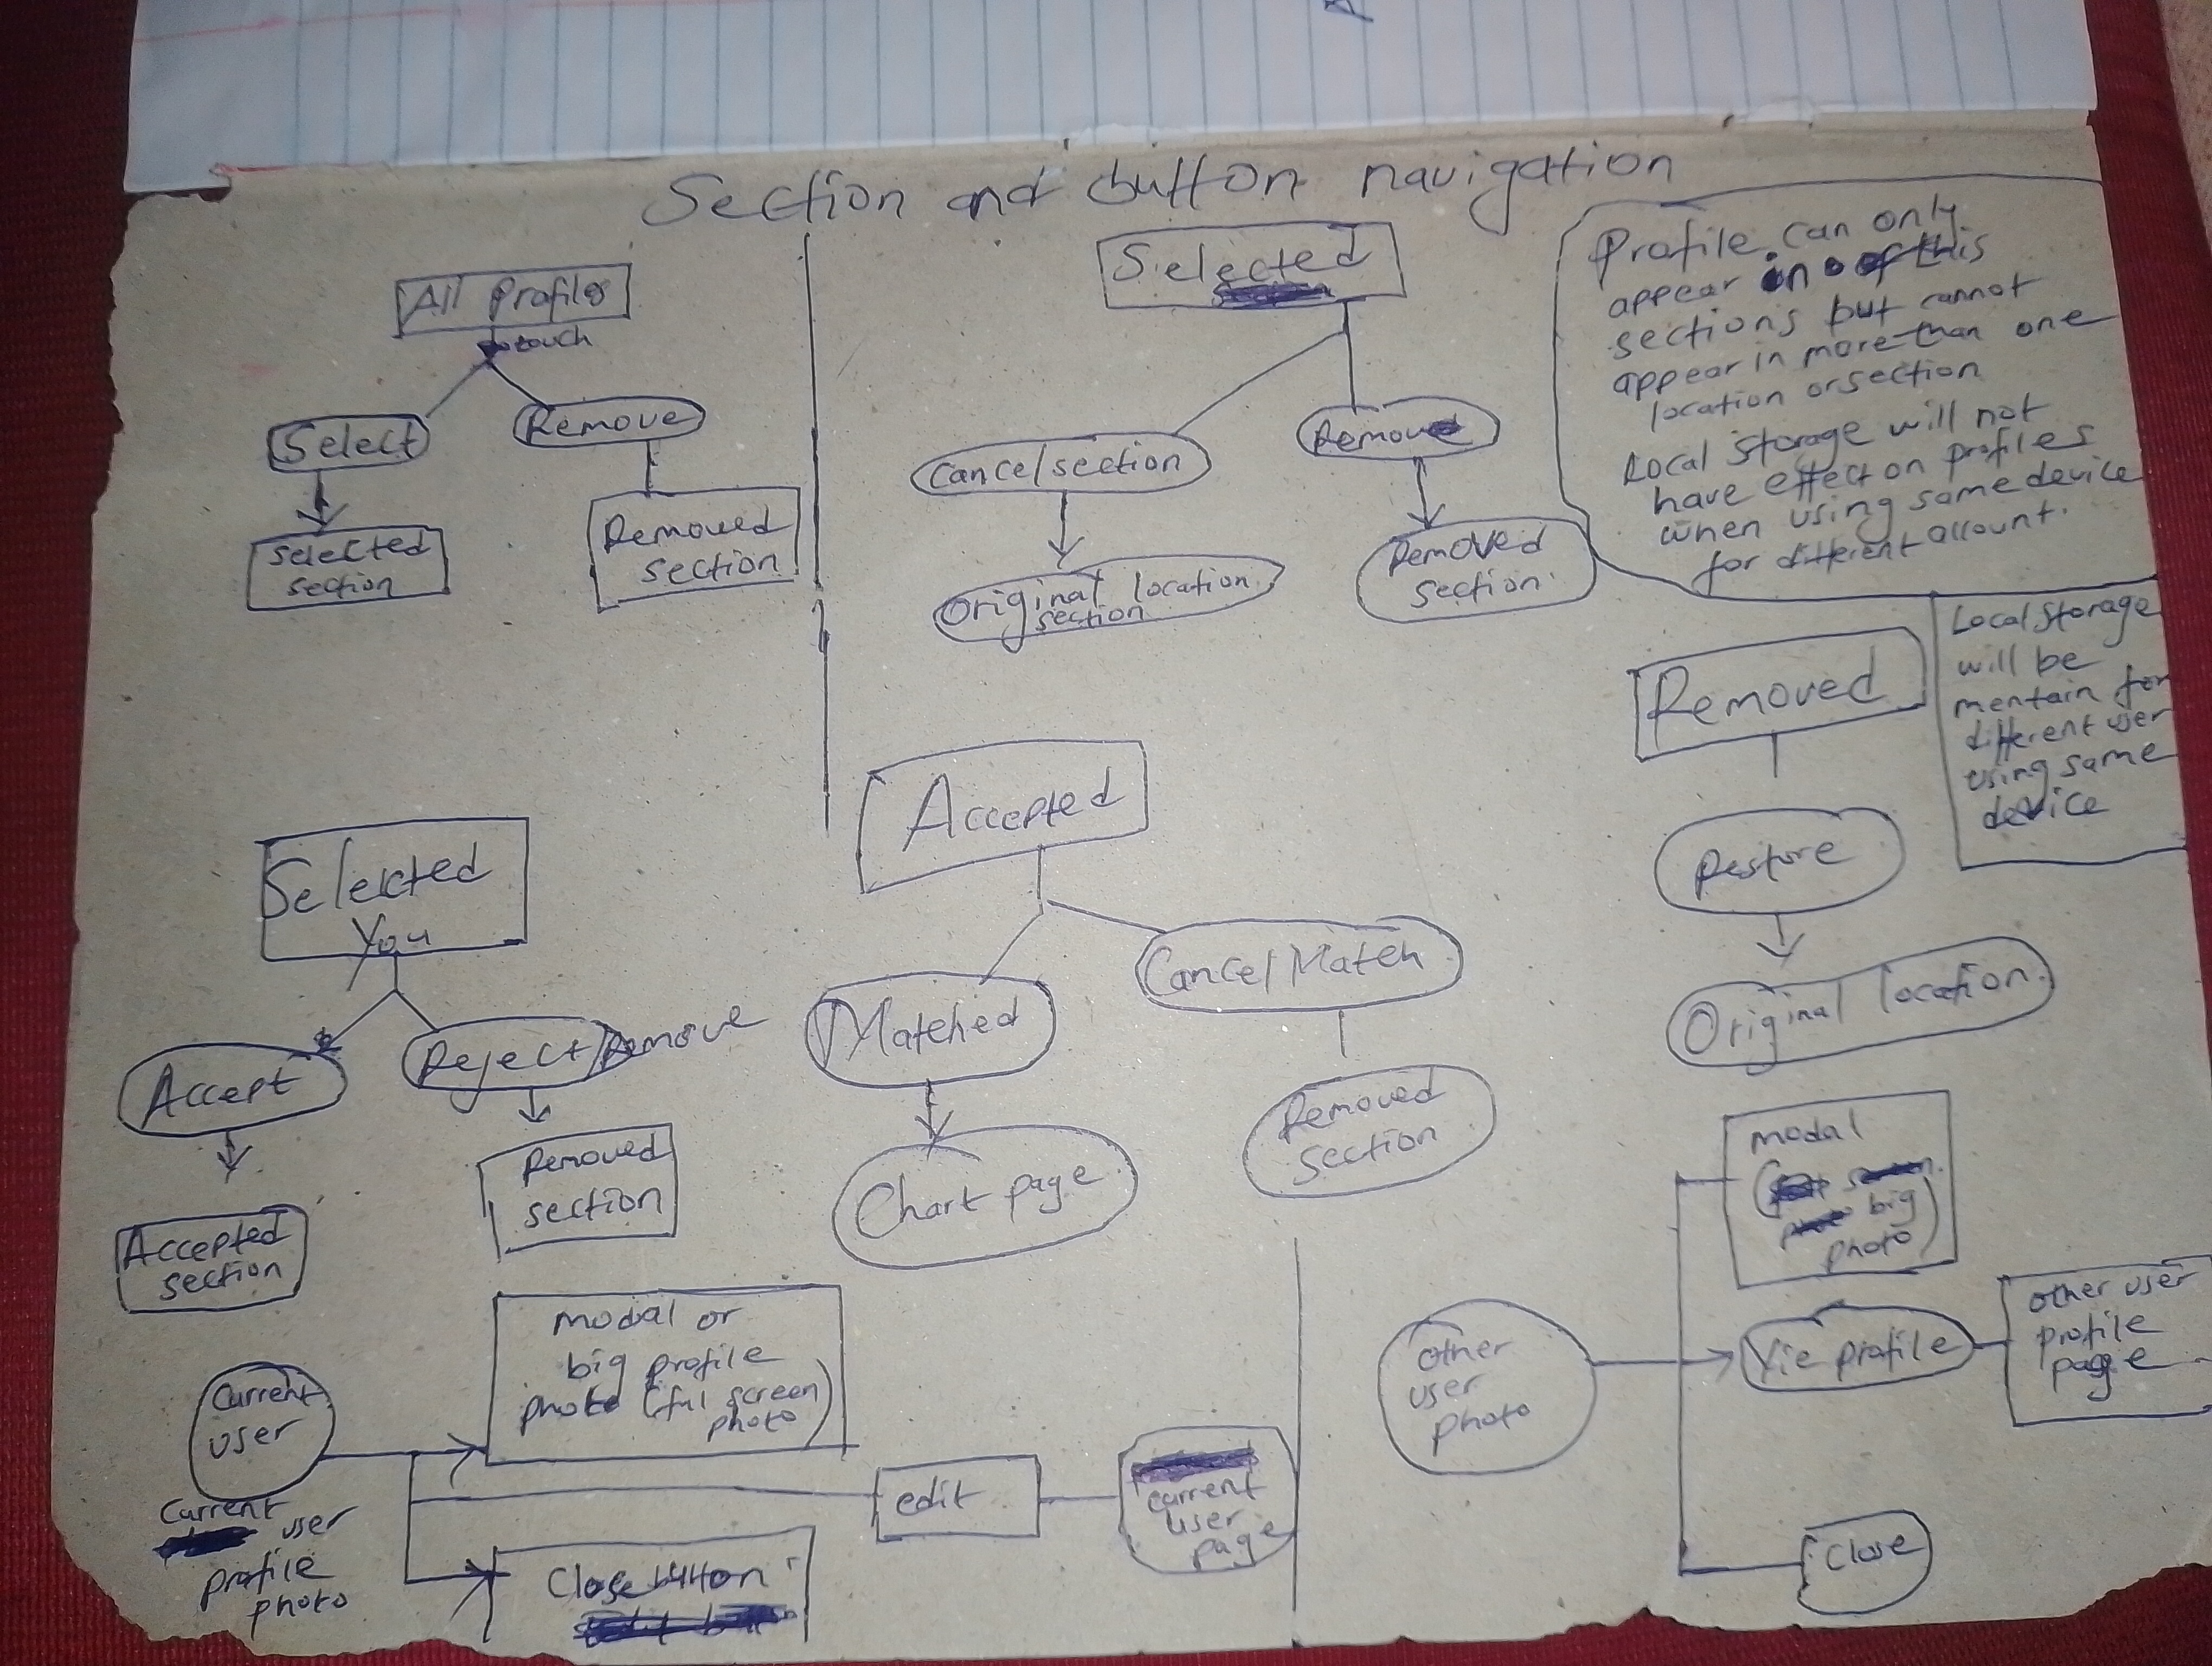 Section and button navigation
All Profiles
touch
Select
Remove
selected
section
Removed
section
Selected
Cancel section
Remove
Original location
section
Removed
section
Profile can only
appear in of this
sections but cannot
appear in more than one
location or section
Local storage will not
have effect on profiles
when using same device
for different account.
Local storage
will be
mentain for
different user
using same
device
Removed
Restore
Original location.
Accepted
Matched
Cancel Match
Chart page
Removed
section
Selected
You
Accept
Reject/Remove
Accepted
section
Removed
section
Current
user
Current
user
profile
photo
modal or
big profile
photo (ful screen
photo)
edit
current
user
page
Close button
other
user
photo
modal
(big
photo)
Vie profile
other user
profile
page
Close